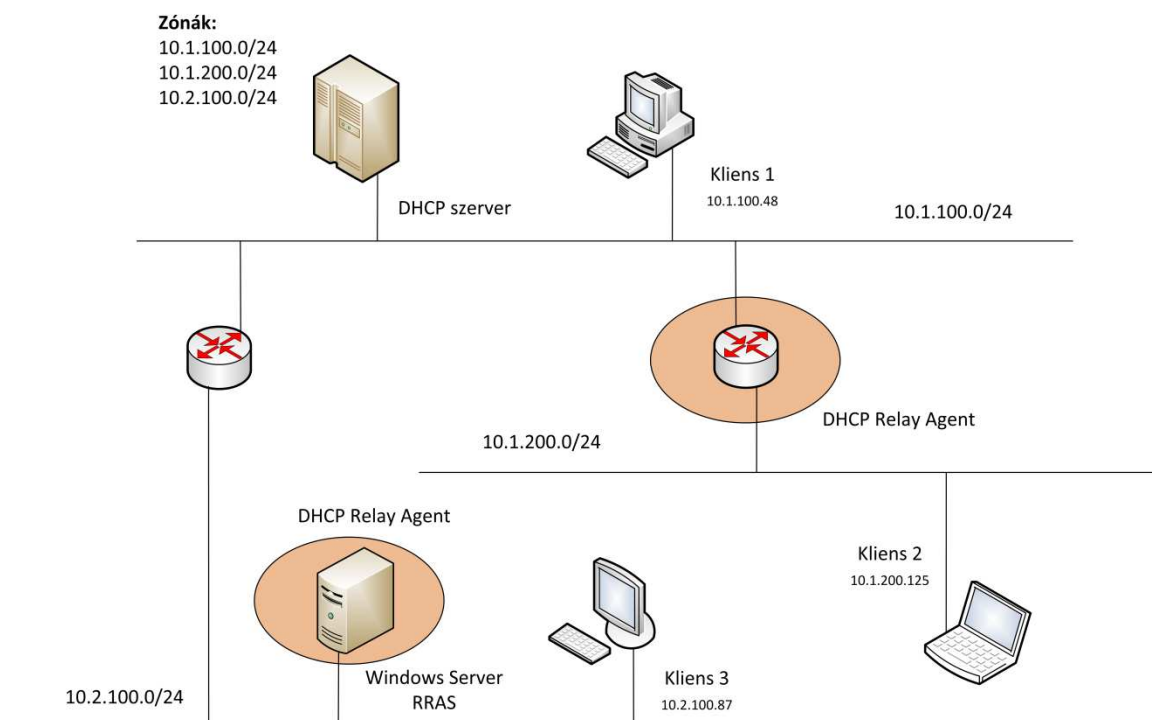 Zónák:
10.1.100.0/24
10.1.200.0/24
10.2.100.0/24
DHCP szerver
Kliens 1
10.1.100.48
10.1.100.0/24
DHCP Relay Agent
10.1.200.0/24
DHCP Relay Agent
Kliens 2
10.1.200.125
Windows Server
RRAS
Kliens 3
10.2.100.87
10.2.100.0/24